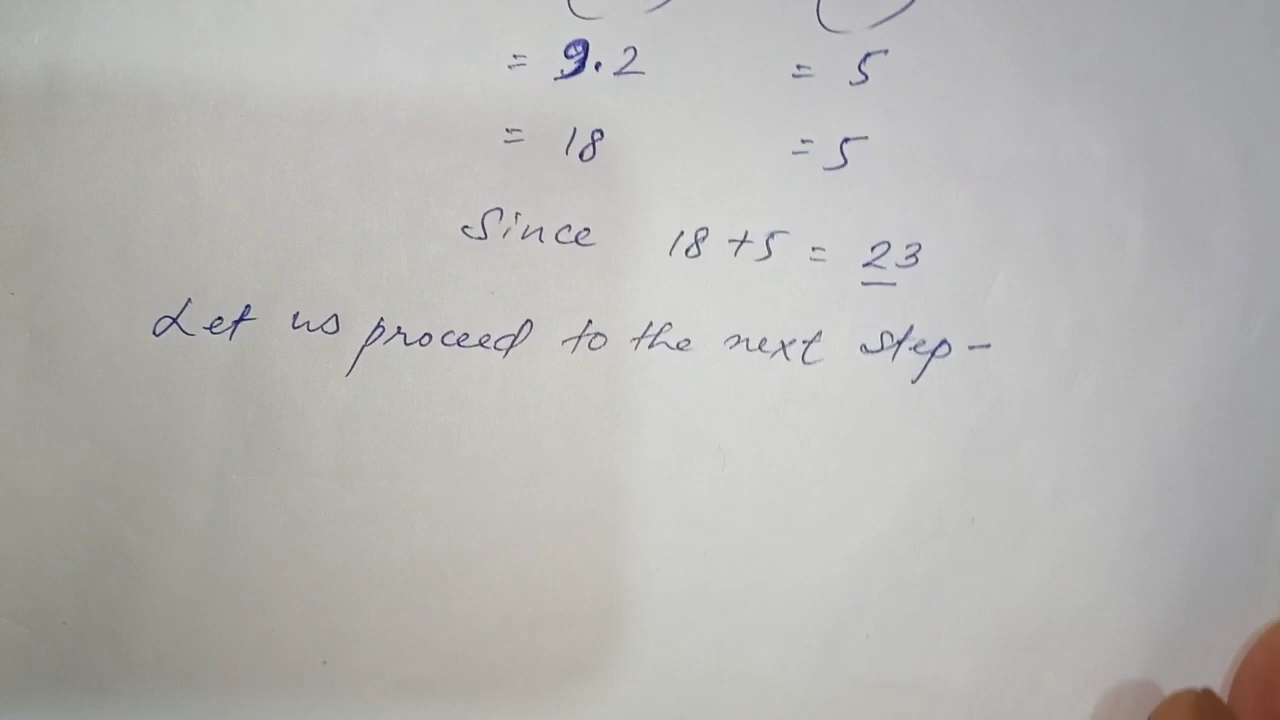 = 9.2 = 5
= 18 = 5
Since 18 + 5 = 23
Let us proceed to the next step -